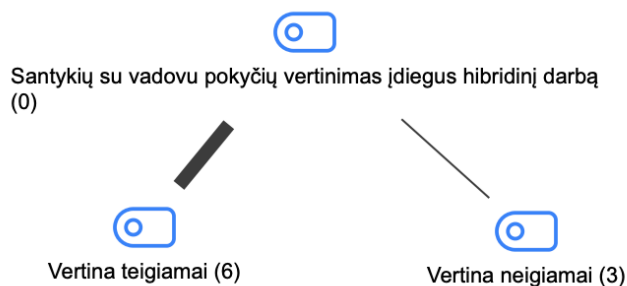 Santykių su vadovu pokyčių vertinimas įdiegus hibridinį darbą
(0)
Vertina teigiamai (6)
Vertina neigiamai (3)